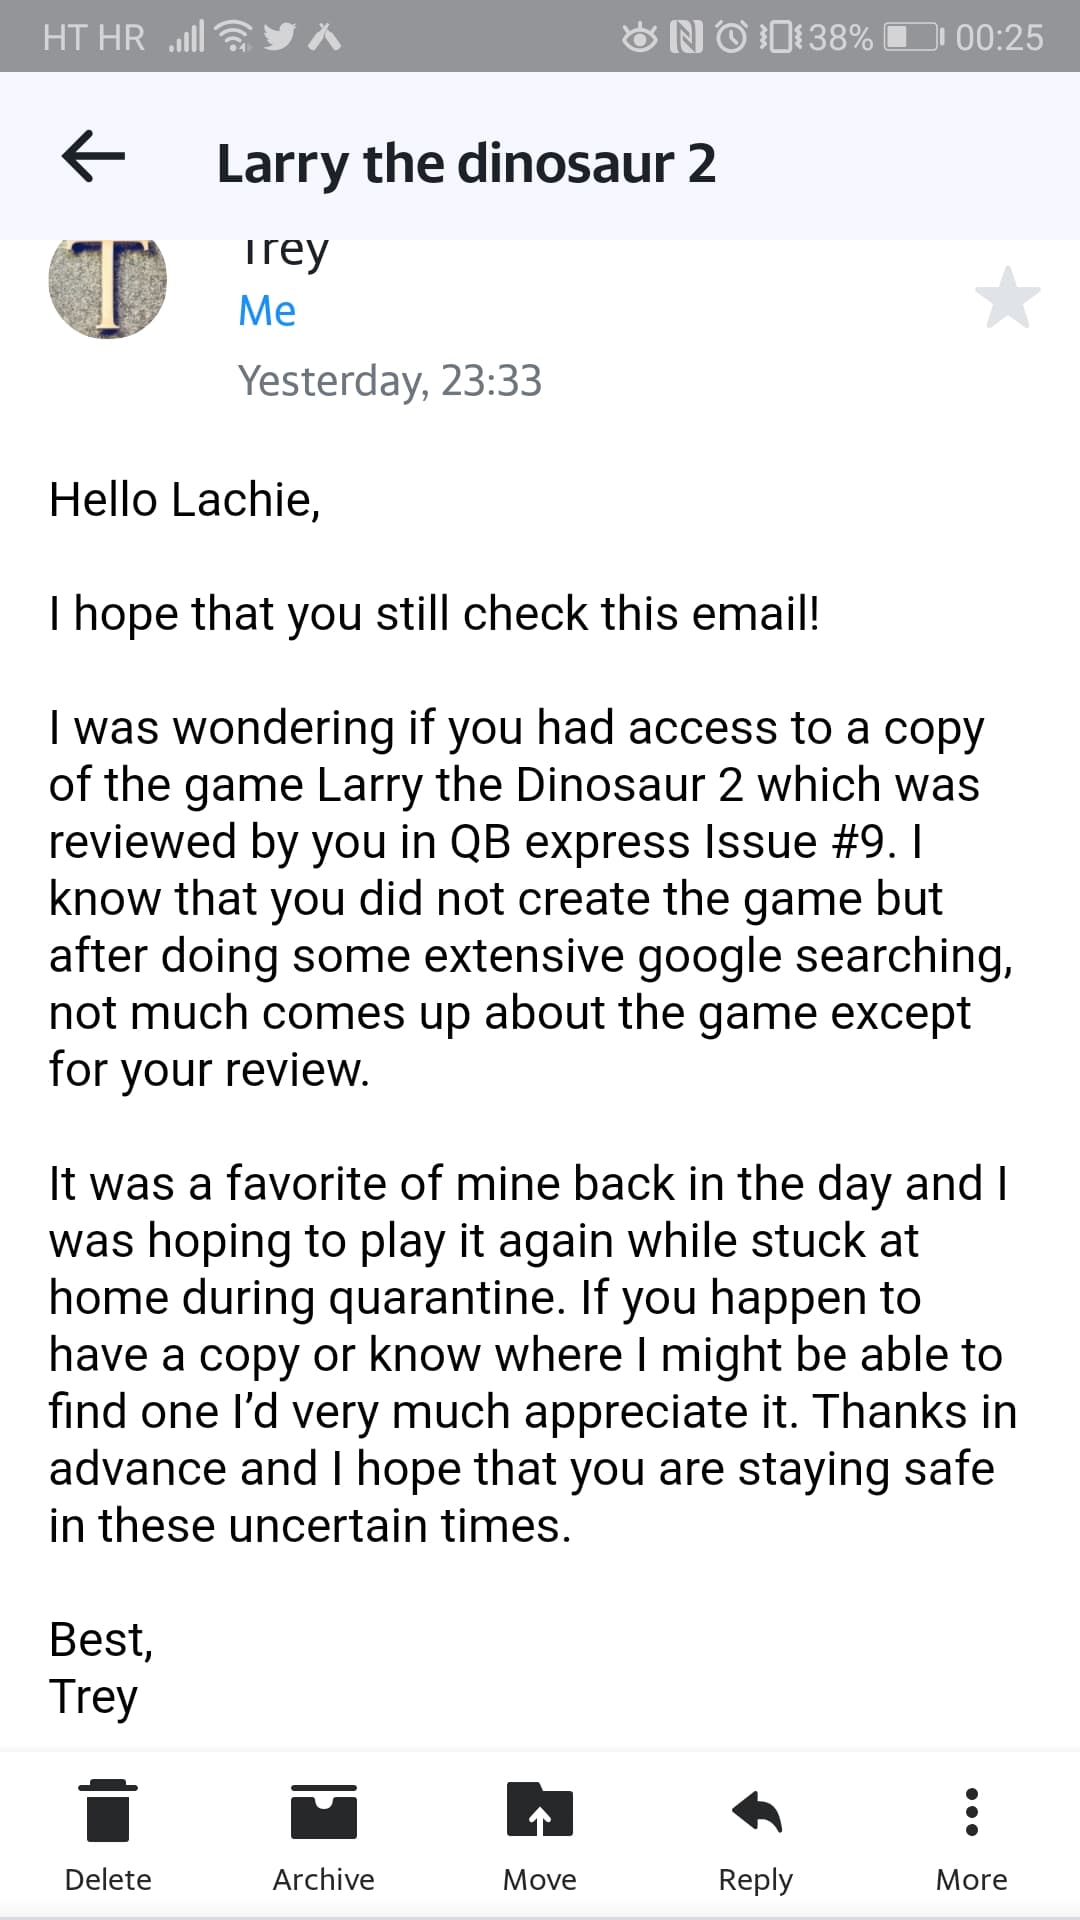 HT HR 38% 00:25
Larry the dinosaur 2
T Trey
Me
Yesterday, 23:33
Hello Lachie,
I hope that you still check this email!
I was wondering if you had access to a copy
of the game Larry the Dinosaur 2 which was
reviewed by you in QB express Issue #9. I
know that you did not create the game but
after doing some extensive google searching,
not much comes up about the game except
for your review.
It was a favorite of mine back in the day and I
was hoping to play it again while stuck at
home during quarantine. If you happen to
have a copy or know where I might be able to
find one I’d very much appreciate it. Thanks in
advance and I hope that you are staying safe
in these uncertain times.
Best,
Trey
Delete Archive Move Reply More